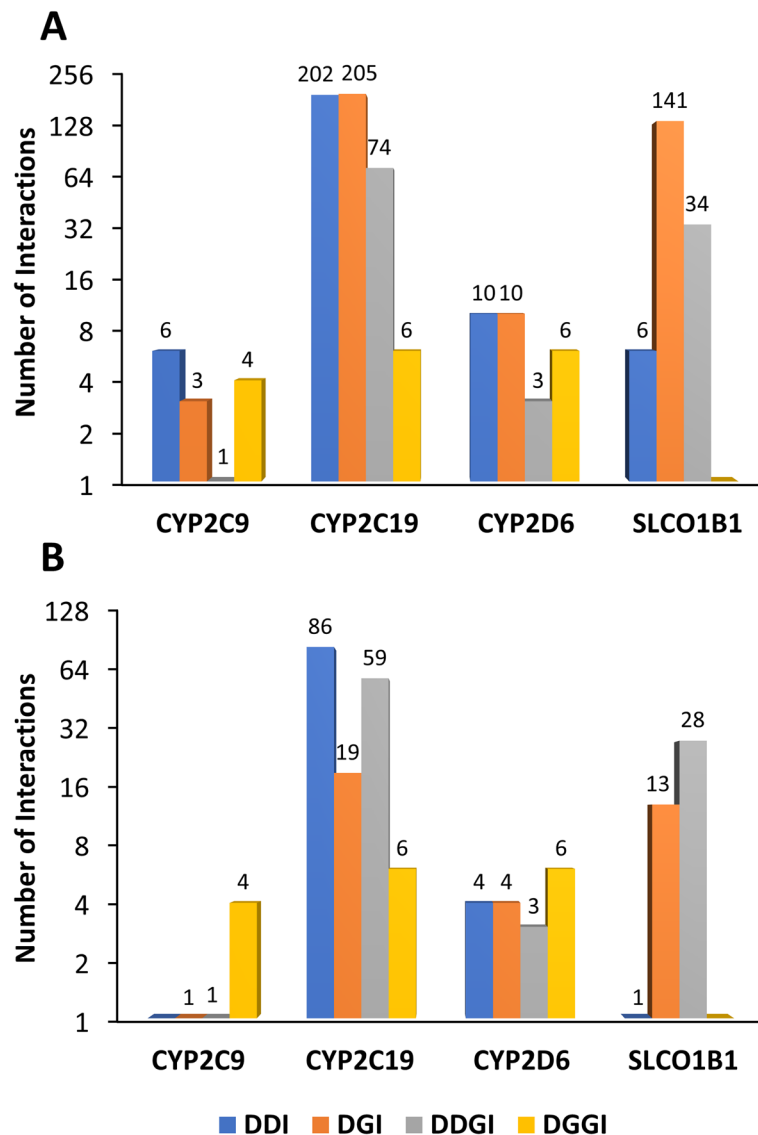 A
Number of Interactions
256
128
64
32
16
8
4
2
1
6 3 1 4
202 205 74 6
10 10 3 6
6 141 34
CYP2C9 CYP2C19 CYP2D6 SLCO1B1
B
Number of Interactions
128
64
32
16
8
4
2
1
1 1 4
86 19 59 6
4 4 3 6
1 13 28
CYP2C9 CYP2C19 CYP2D6 SLCO1B1
DDI DGI DDGI DGGI